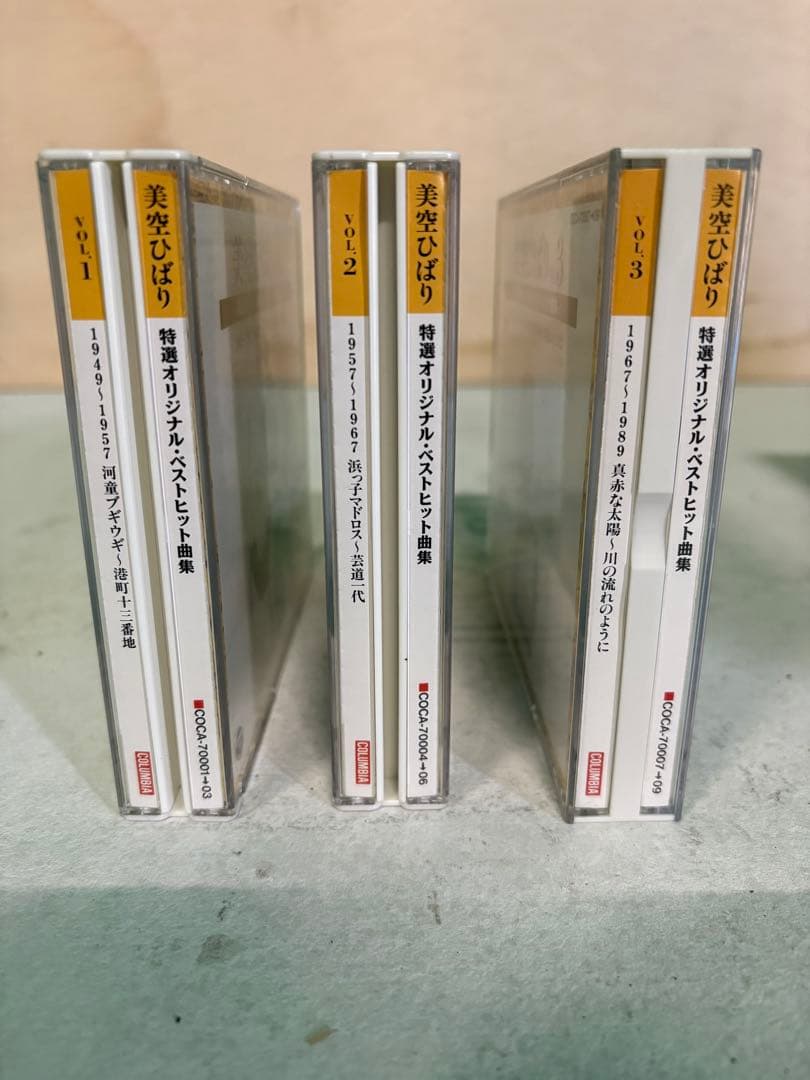 VOL.1
1949〜1957 河童ブギウギ〜港町十三番地
COLUMBIA
美空ひばり
特選オリジナル・ベストヒット曲集
COCA-70001→03
VOL.2
1957〜1967 浜っ子マドロス〜芸道一代
COLUMBIA
美空ひばり
特選オリジナル・ベストヒット曲集
COCA-70004→06
VOL.3
1967〜1989 真赤な太陽〜川の流れのように
COLUMBIA
美空ひばり
特選オリジナル・ベストヒット曲集
COCA-70007→09